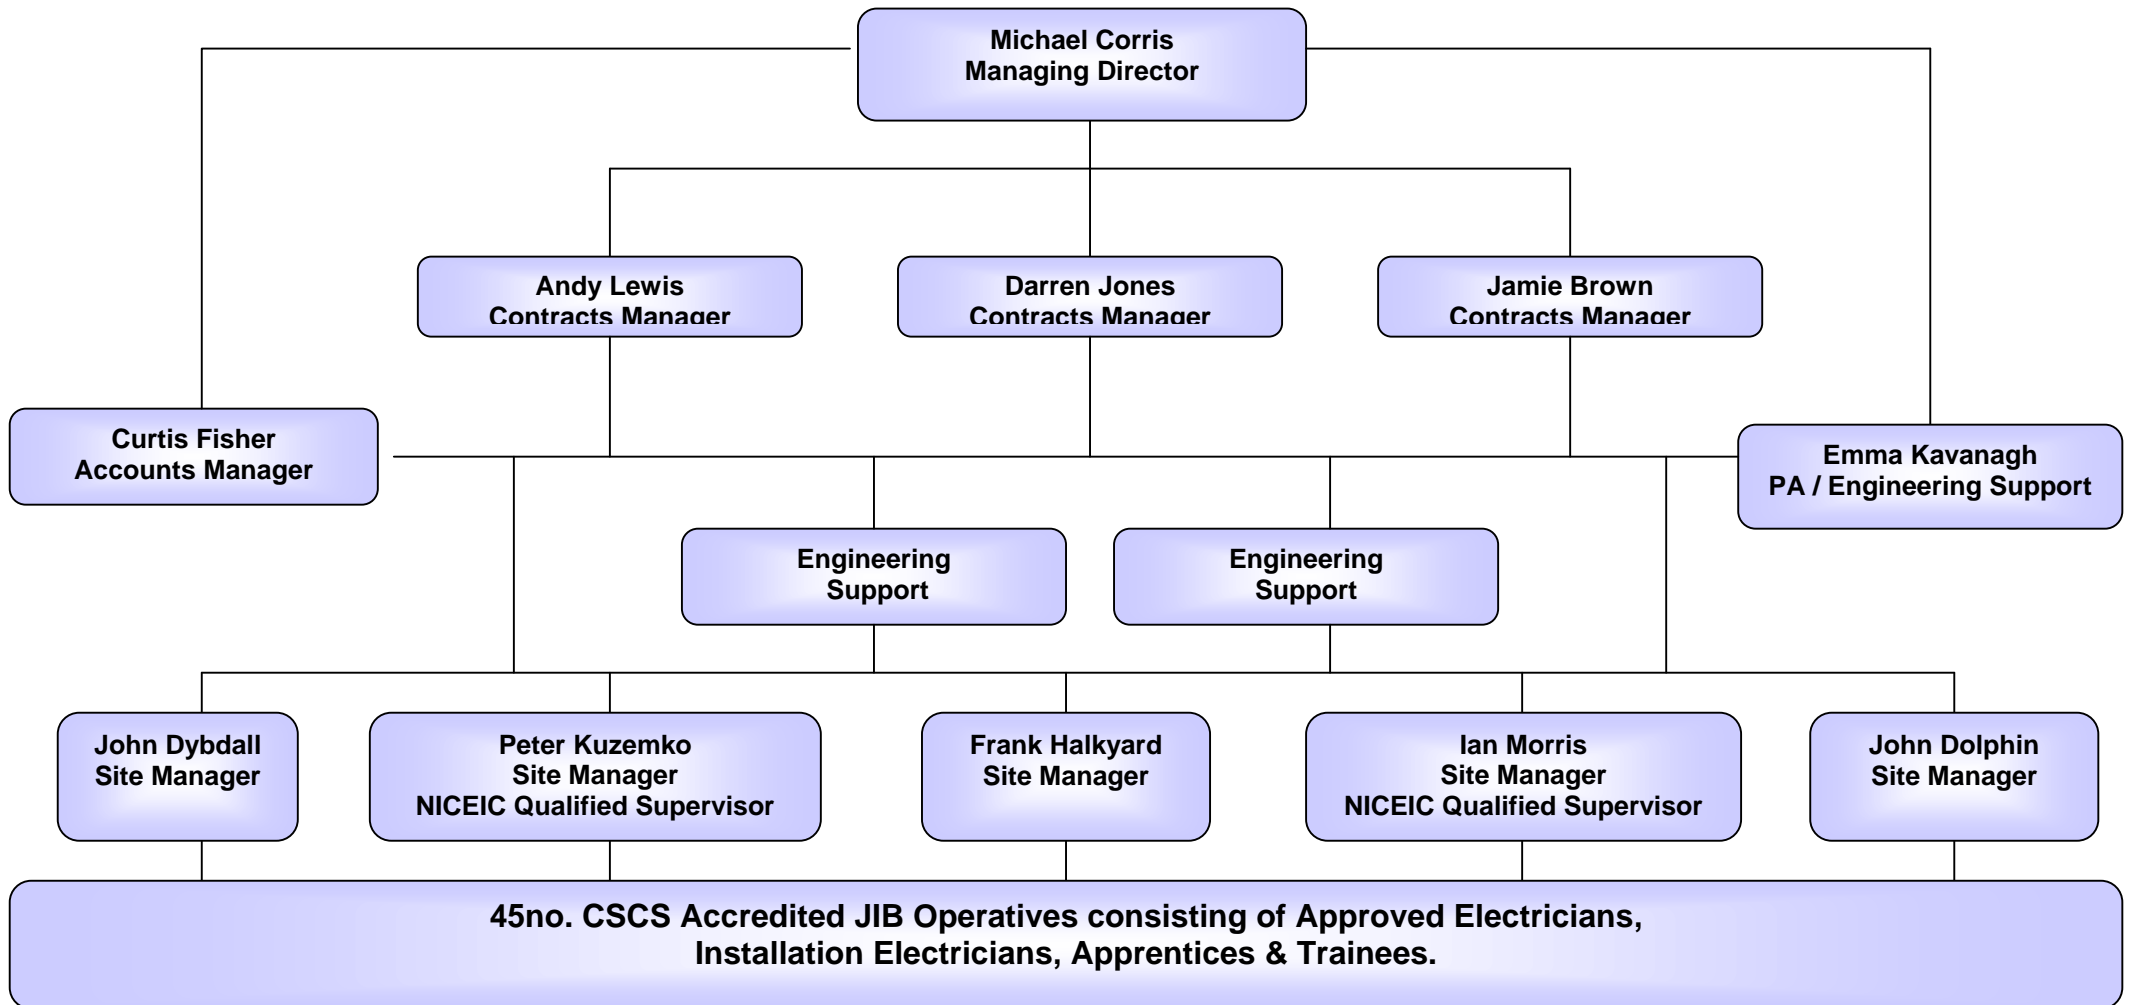 Michael Corris
Managing Director
Andy Lewis
Contracts Manager
Darren Jones
Contracts Manager
Jamie Brown
Contracts Manager
Curtis Fisher
Accounts Manager
Emma Kavanagh
PA / Engineering Support
Engineering
Support
Engineering
Support
John Dybdall
Site Manager
Peter Kuzemko
Site Manager
NICEIC Qualified Supervisor
Frank Halkyard
Site Manager
Ian Morris
Site Manager
NICEIC Qualified Supervisor
John Dolphin
Site Manager
45no. CSCS Accredited JIB Operatives consisting of Approved Electricians,
Installation Electricians, Apprentices & Trainees.